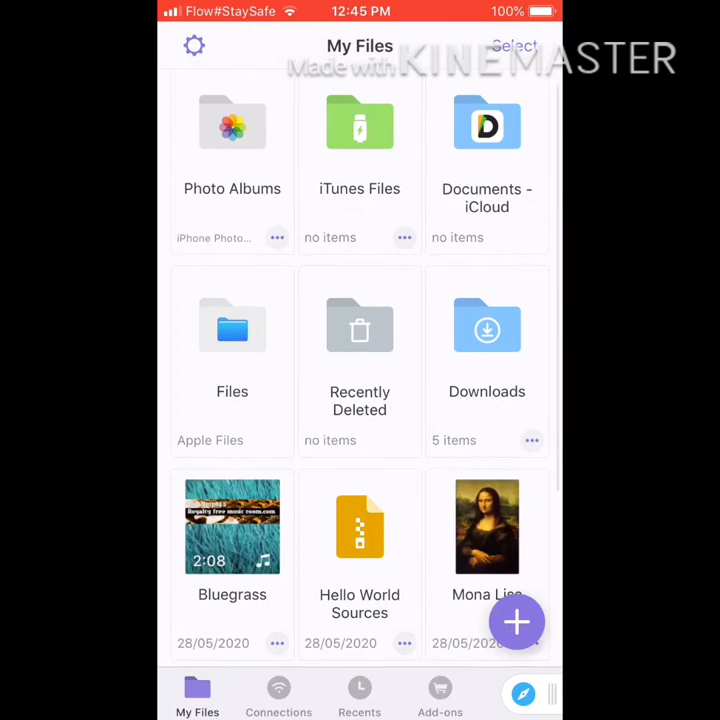 Flow#StaySafe 12:45 PM 100%
My Files Select
Made with KINEMASTER
Photo Albums iTunes Files Documents -
iCloud
iPhone Photo... no items no items
Files Recently Downloads
Deleted
Apple Files no items 5 items
Royalty free music room.com
2:08
Bluegrass Hello World Mona Lisa
Sources
28/05/2020 28/05/2020 28/05/2020
My Files Connections Recents Add-ons